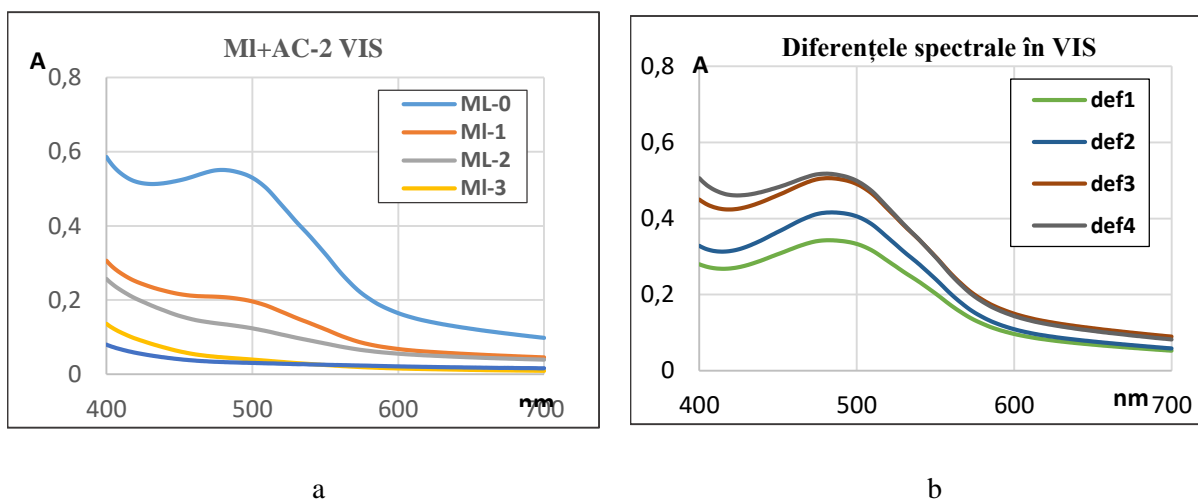 Ml+AC-2 VIS
A
0,8
0,6
0,4
0,2
0
400 500 600 700
nm
ML-0
Ml-1
ML-2
Ml-3
a
Diferențele spectrale în VIS
A
0,8
0,6
0,4
0,2
0
400 500 600 700
nm
def1
def2
def3
def4
b